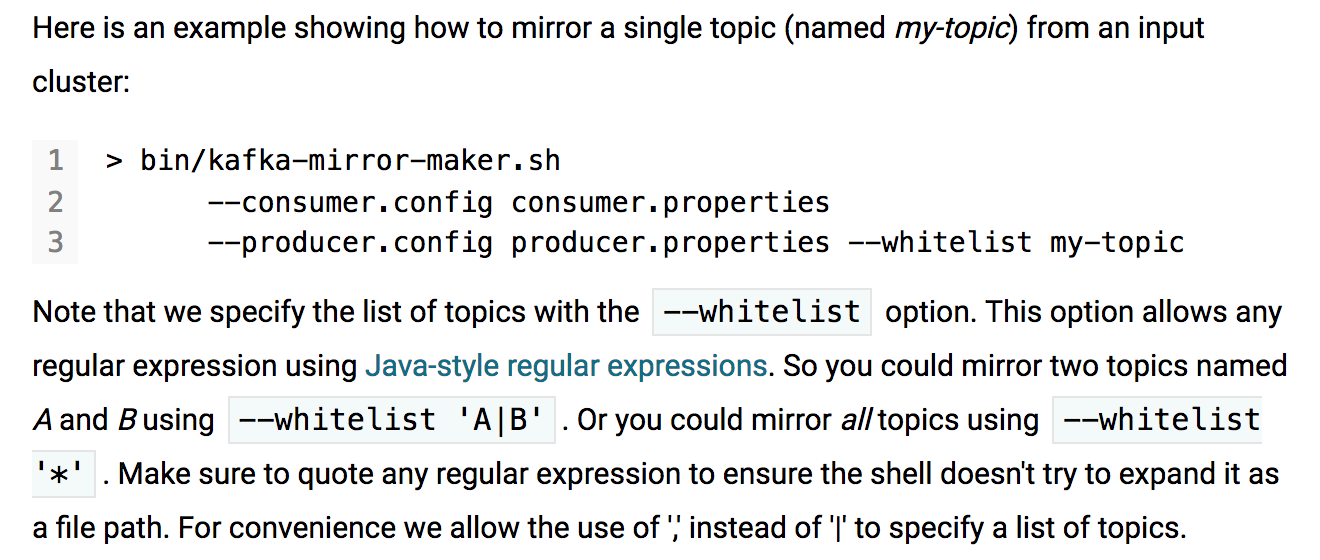 Here is an example showing how to mirror a single topic (named my-topic) from an input
cluster:
1 > bin/kafka-mirror-maker.sh
2 --consumer.config consumer.properties
3 --producer.config producer.properties --whitelist my-topic
Note that we specify the list of topics with the --whitelist option. This option allows any
regular expression using Java-style regular expressions. So you could mirror two topics named
A and B using --whitelist 'A|B' . Or you could mirror all topics using --whitelist
'*' . Make sure to quote any regular expression to ensure the shell doesn't try to expand it as
a file path. For convenience we allow the use of ',' instead of '|' to specify a list of topics.